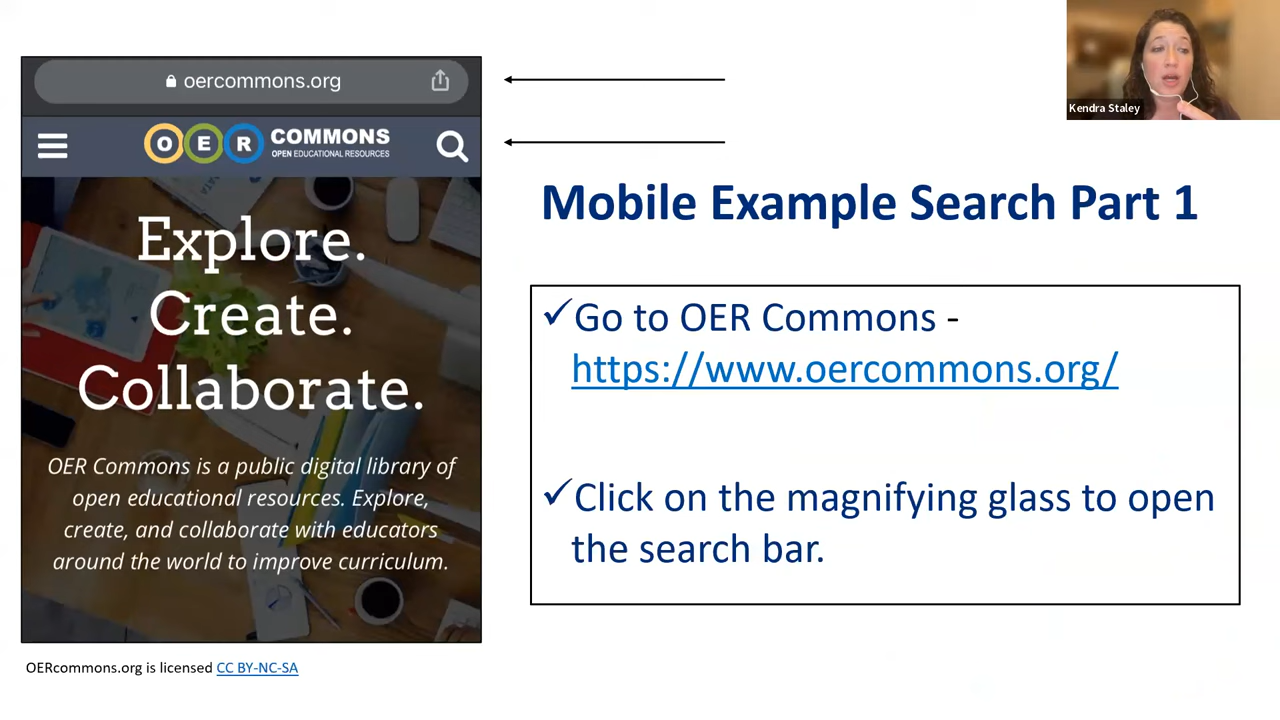 oercommons.org
OER COMMONS
OPEN EDUCATIONAL RESOURCES
Explore.
Create.
Collaborate.
OER Commons is a public digital library of
open educational resources. Explore,
create, and collaborate with educators
around the world to improve curriculum.
OERcommons.org is licensed CC BY-NC-SA
Kendra Staley
Mobile Example Search Part 1
✓Go to OER Commons -
https://www.oercommons.org/
✓Click on the magnifying glass to open
the search bar.